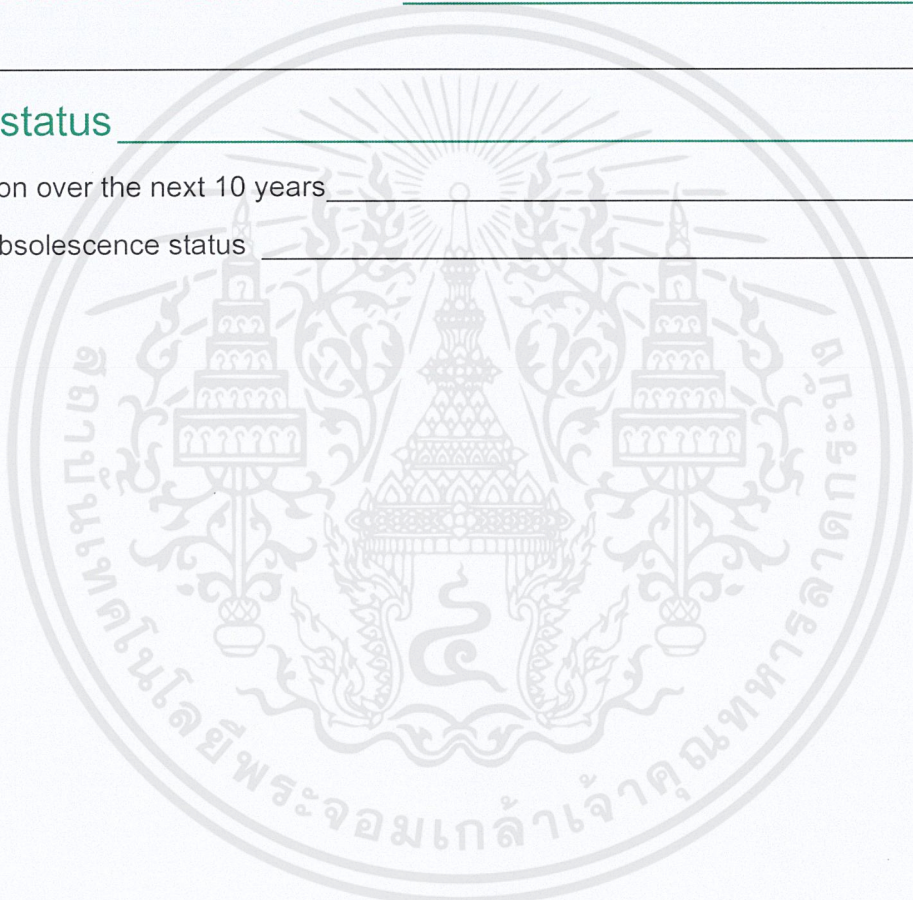 status
on over the next 10 years
bsolescence status
สถาบันเทคโนโลยีพระจอมเกล้าเจ้าคุณทหารลาดกระบัง
๔